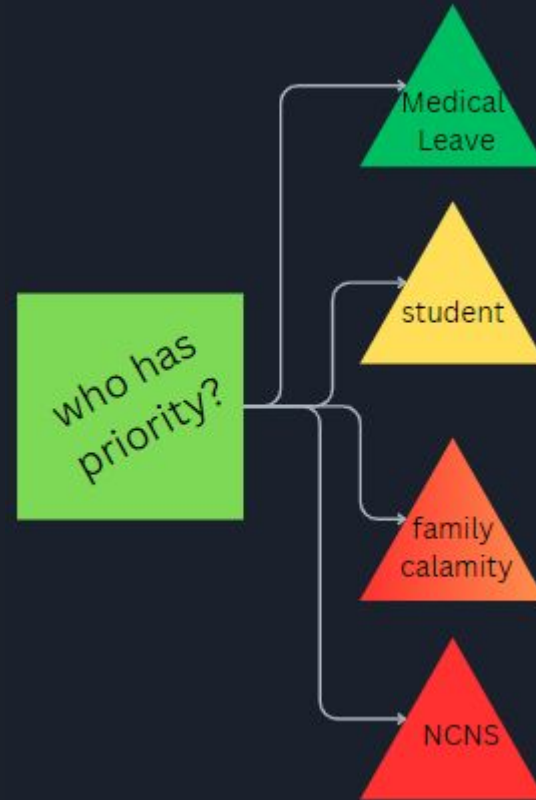 who has
priority?
Medical
Leave
student
family
calamity
NCNS